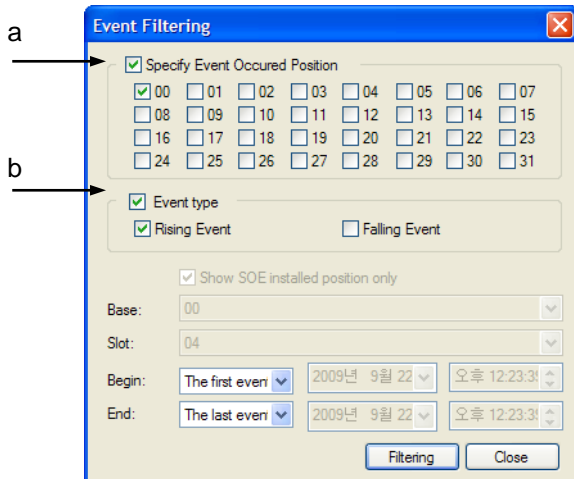 Event Filtering
a
Specify Event Occured Position
00 01 02 03 04 05 06 07
08 09 10 11 12 13 14 15
16 17 18 19 20 21 22 23
24 25 26 27 28 29 30 31
b
Event type
Rising Event Falling Event
Show SOE installed position only
Base: 00
Slot: 04
Begin: The first event 2009년 9월 22 오후 12:23:39
End: The last event 2009년 9월 22 오후 12:23:39
Filtering Close